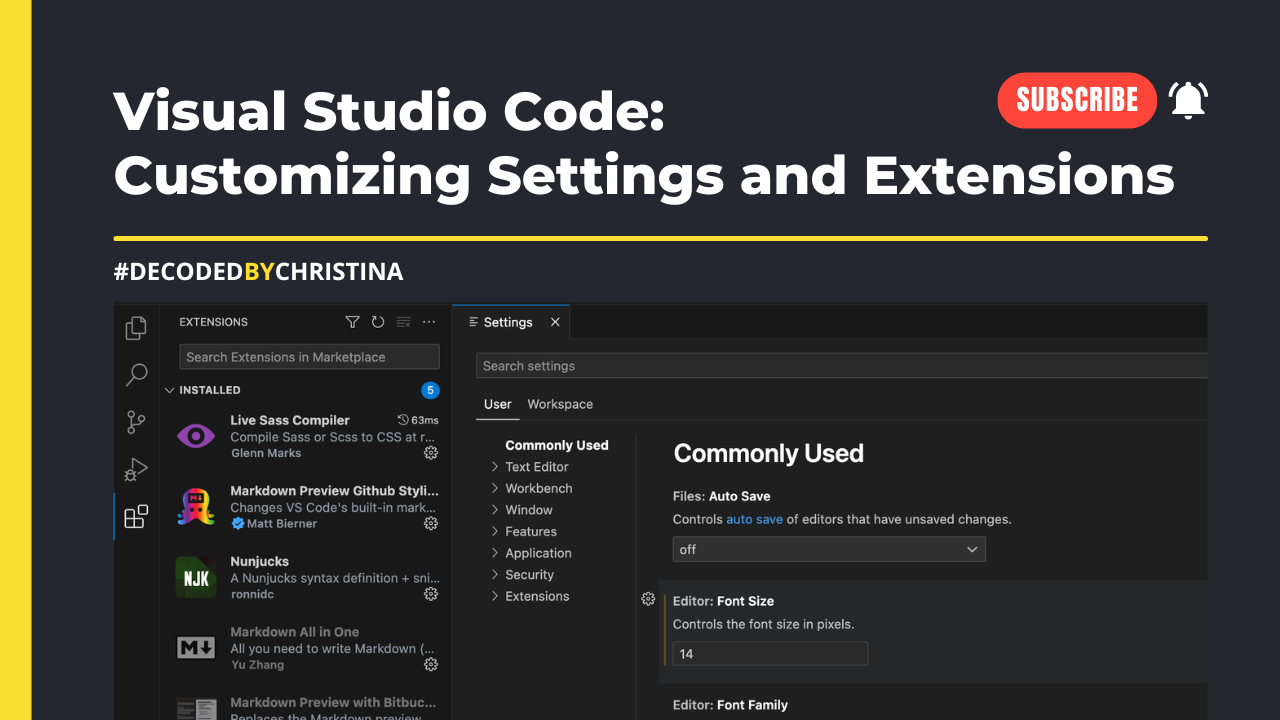 Visual Studio Code:
Customizing Settings and Extensions
SUBSCRIBE
#DECODEDBYCHRISTINA
EXTENSIONS
Search Extensions in Marketplace
INSTALLED
5
Live Sass Compiler
63ms
Compile Sass or Scss to CSS at r...
Glenn Marks
Markdown Preview Github Styli...
Changes VS Code's built-in mark...
Matt Bierner
NJK
Nunjucks
A Nunjucks syntax definition + sni...
ronnidc
Markdown All in One
All you need to write Markdown (...
Yu Zhang
Markdown Preview with Bitbuc...
Replaces the Markdown preview
Settings
Search settings
User
Workspace
Commonly Used
Text Editor
Workbench
Window
Features
Application
Security
Extensions
Commonly Used
Files: Auto Save
Controls auto save of editors that have unsaved changes.
off
Editor: Font Size
Controls the font size in pixels.
14
Editor: Font Family